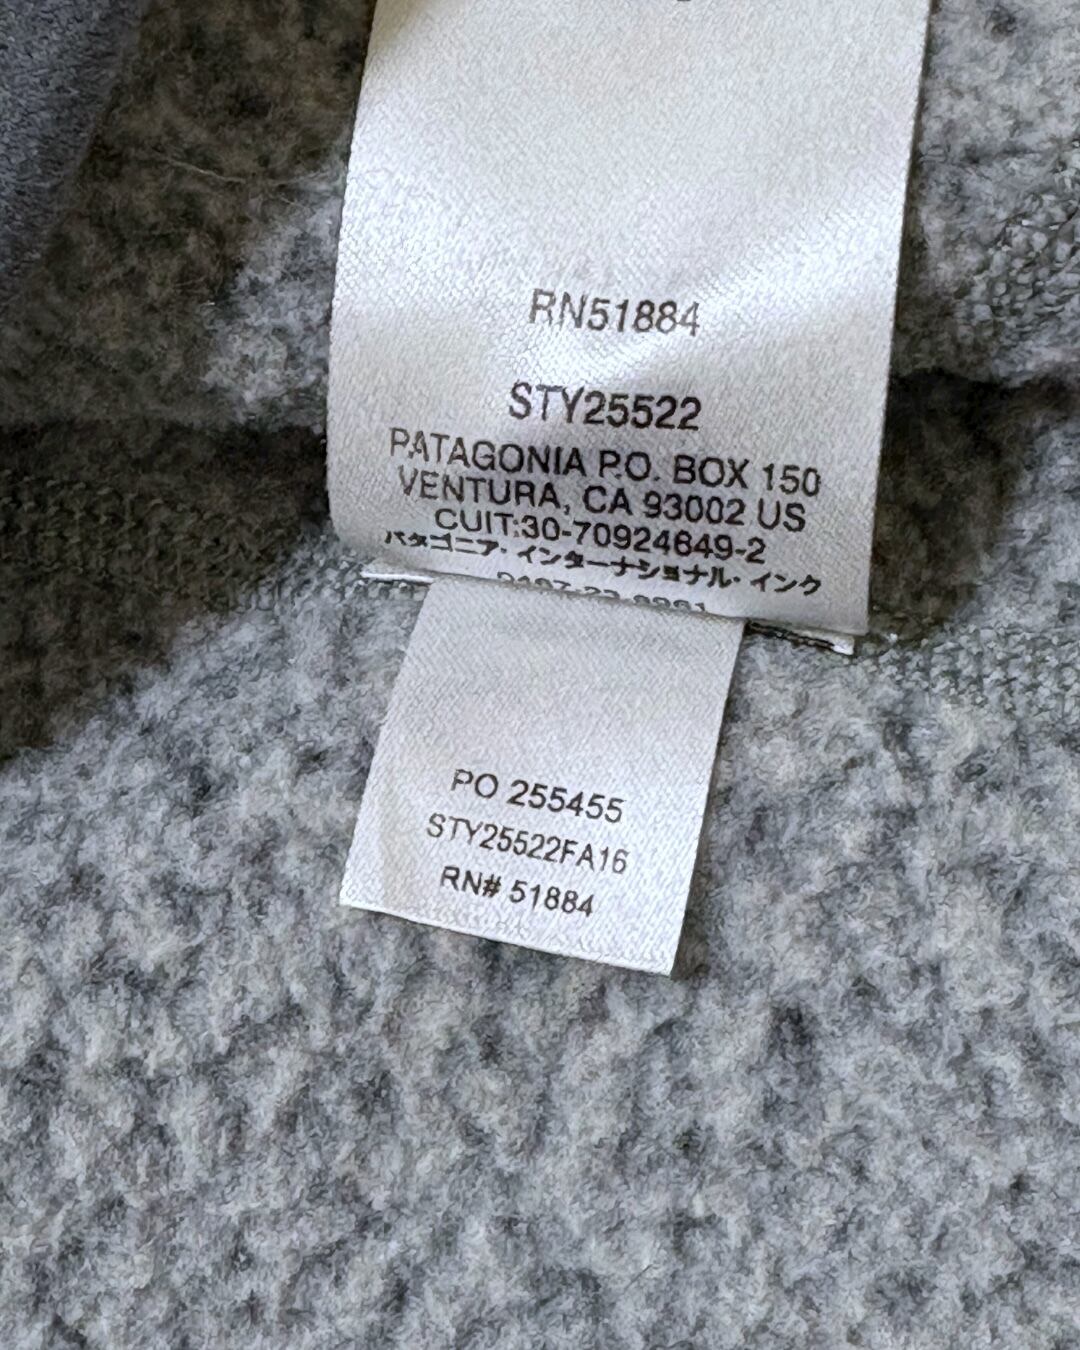 RN51884
STY25522
PATAGONIA P.O. BOX 150
VENTURA, CA 93002 US
CUIT:30-70924649-2
パタゴニア・インターナショナル・インク
PO 255455
STY25522FA16
RN# 51884